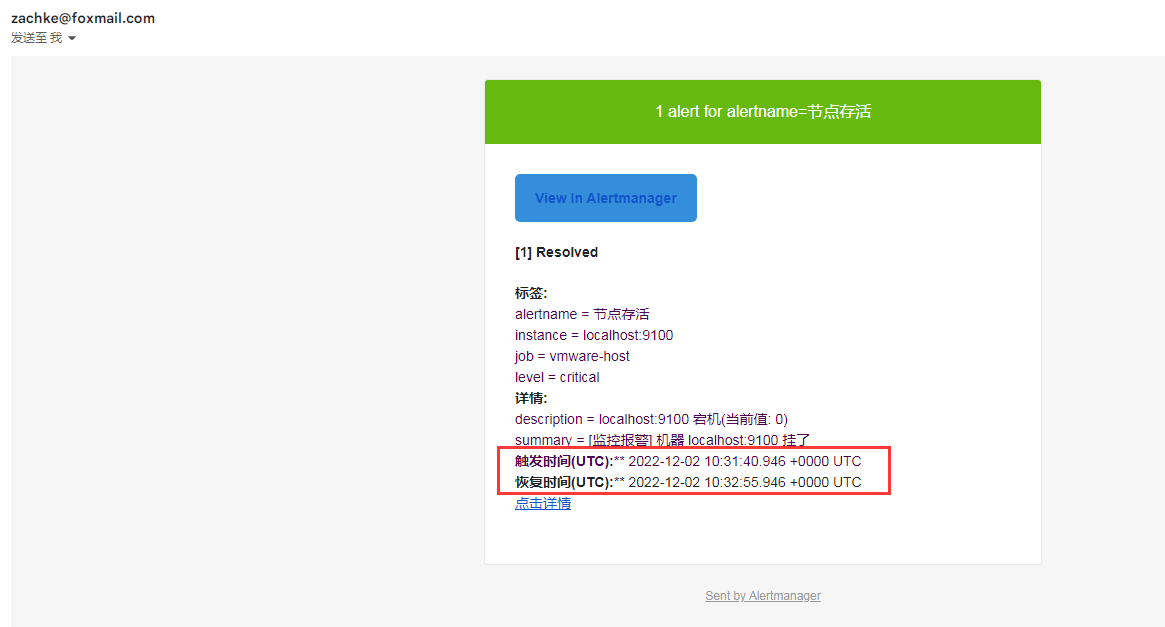 zachke@foxmail.com
发送至 我
1 alert for alertname=节点存活
View In Alertmanager
[1] Resolved
标签:
alertname = 节点存活
instance = localhost:9100
job = vmware-host
level = critical
详情:
description = localhost:9100 宕机(当前值: 0)
summary = [监控报警] 机器 localhost:9100 挂了
触发时间(UTC):** 2022-12-02 10:31:40.946 +0000 UTC
恢复时间(UTC):** 2022-12-02 10:32:55.946 +0000 UTC
点击详情
Sent by Alertmanager